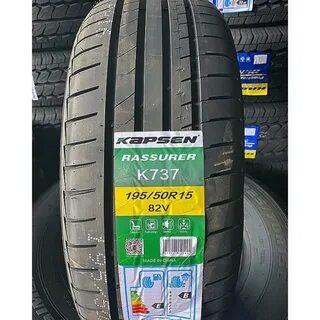 KAPSEN
RASSURER
K737
195/50R15
82V
MADE IN CHINA